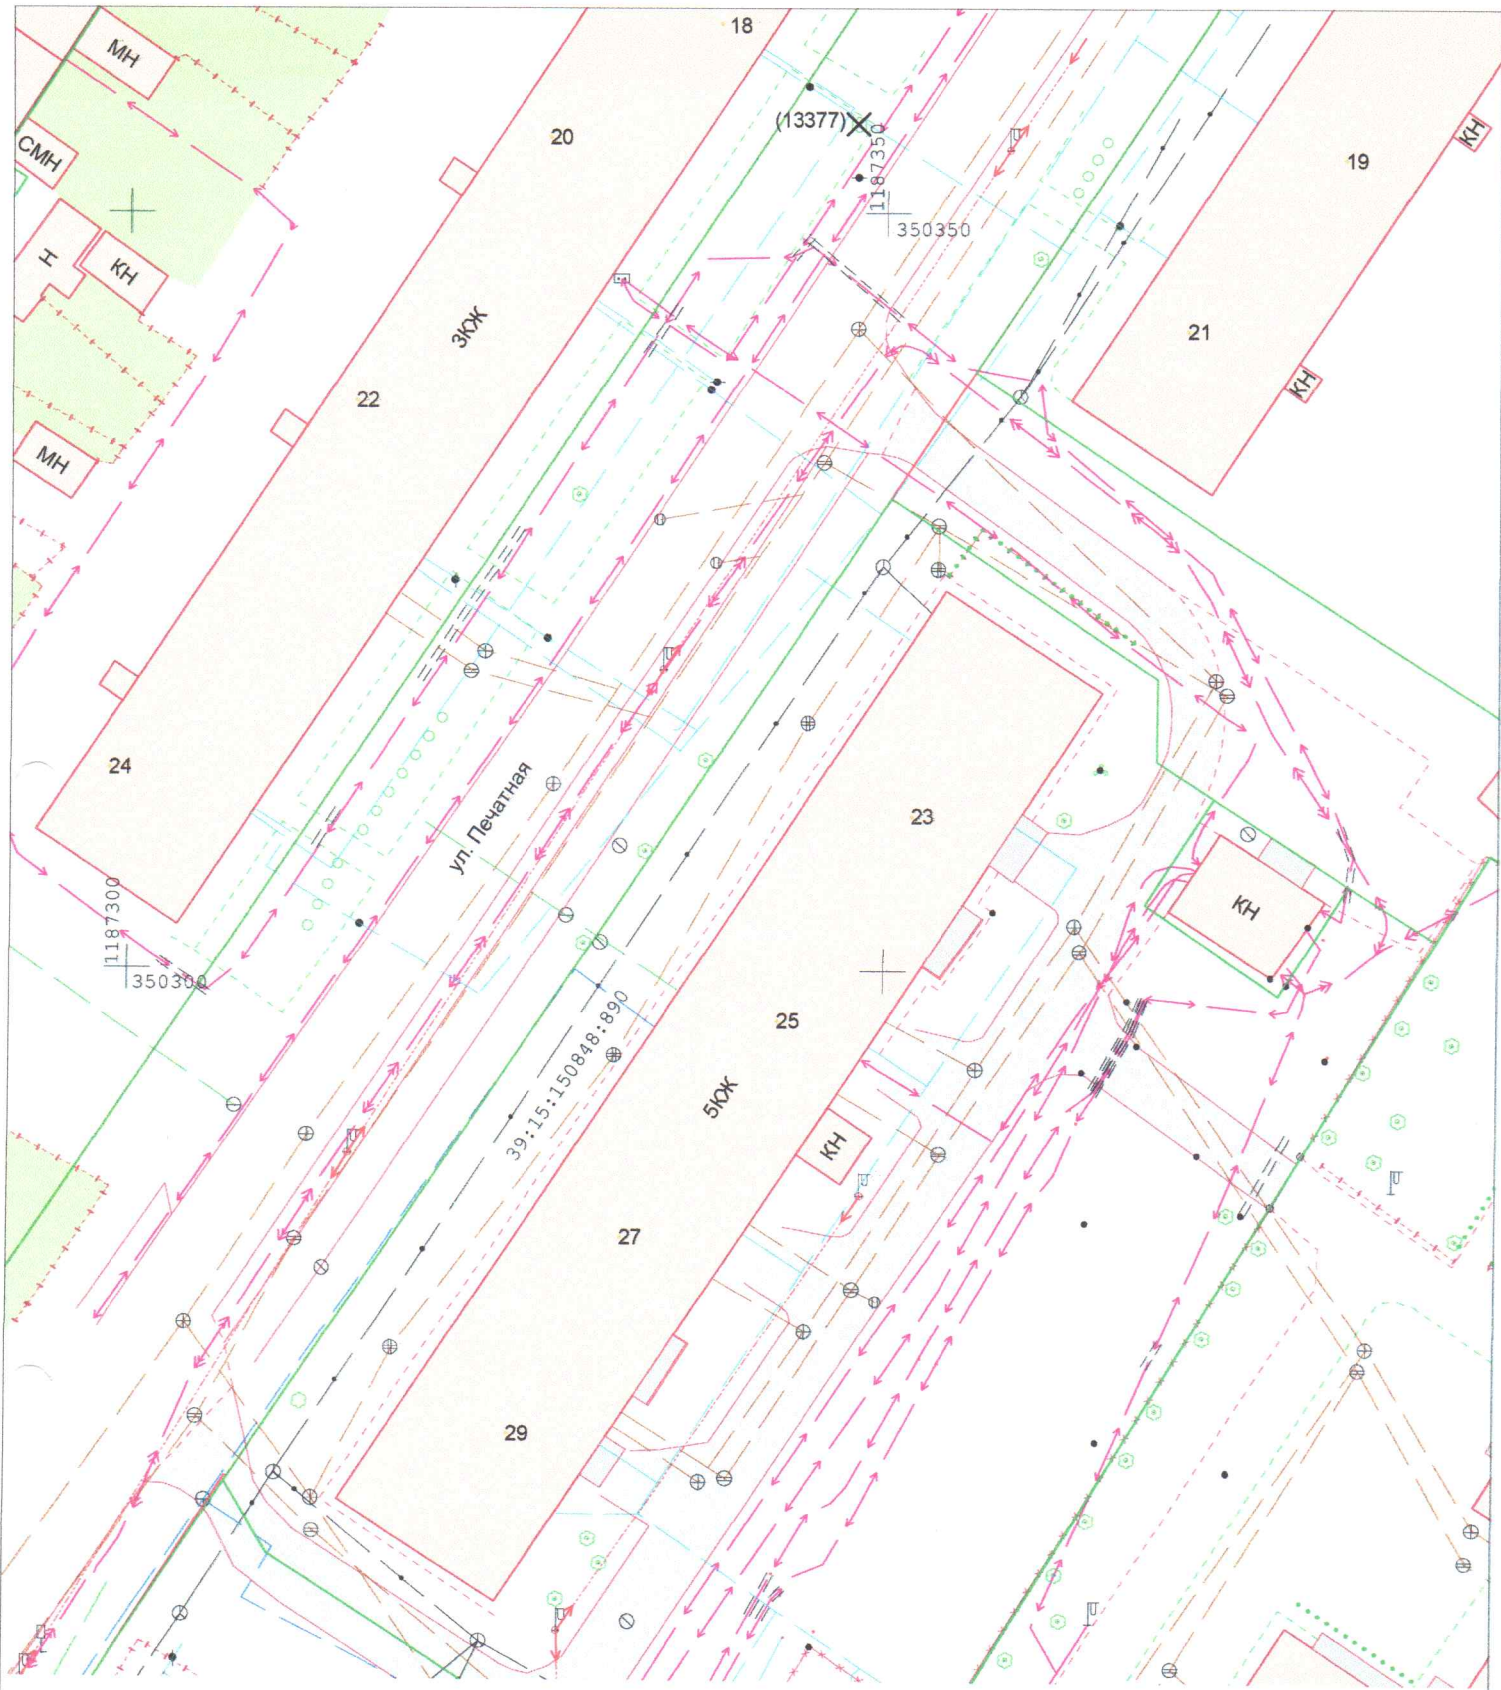 18
МН
20
(13377)
1187350
350350
19
КН
СМН
Н
КН
3КЖ
21
КН
22
МН
24
ул. Печатная
23
1187300
350300
КН
25
39:15:150848:890
5КЖ
КН
27
29